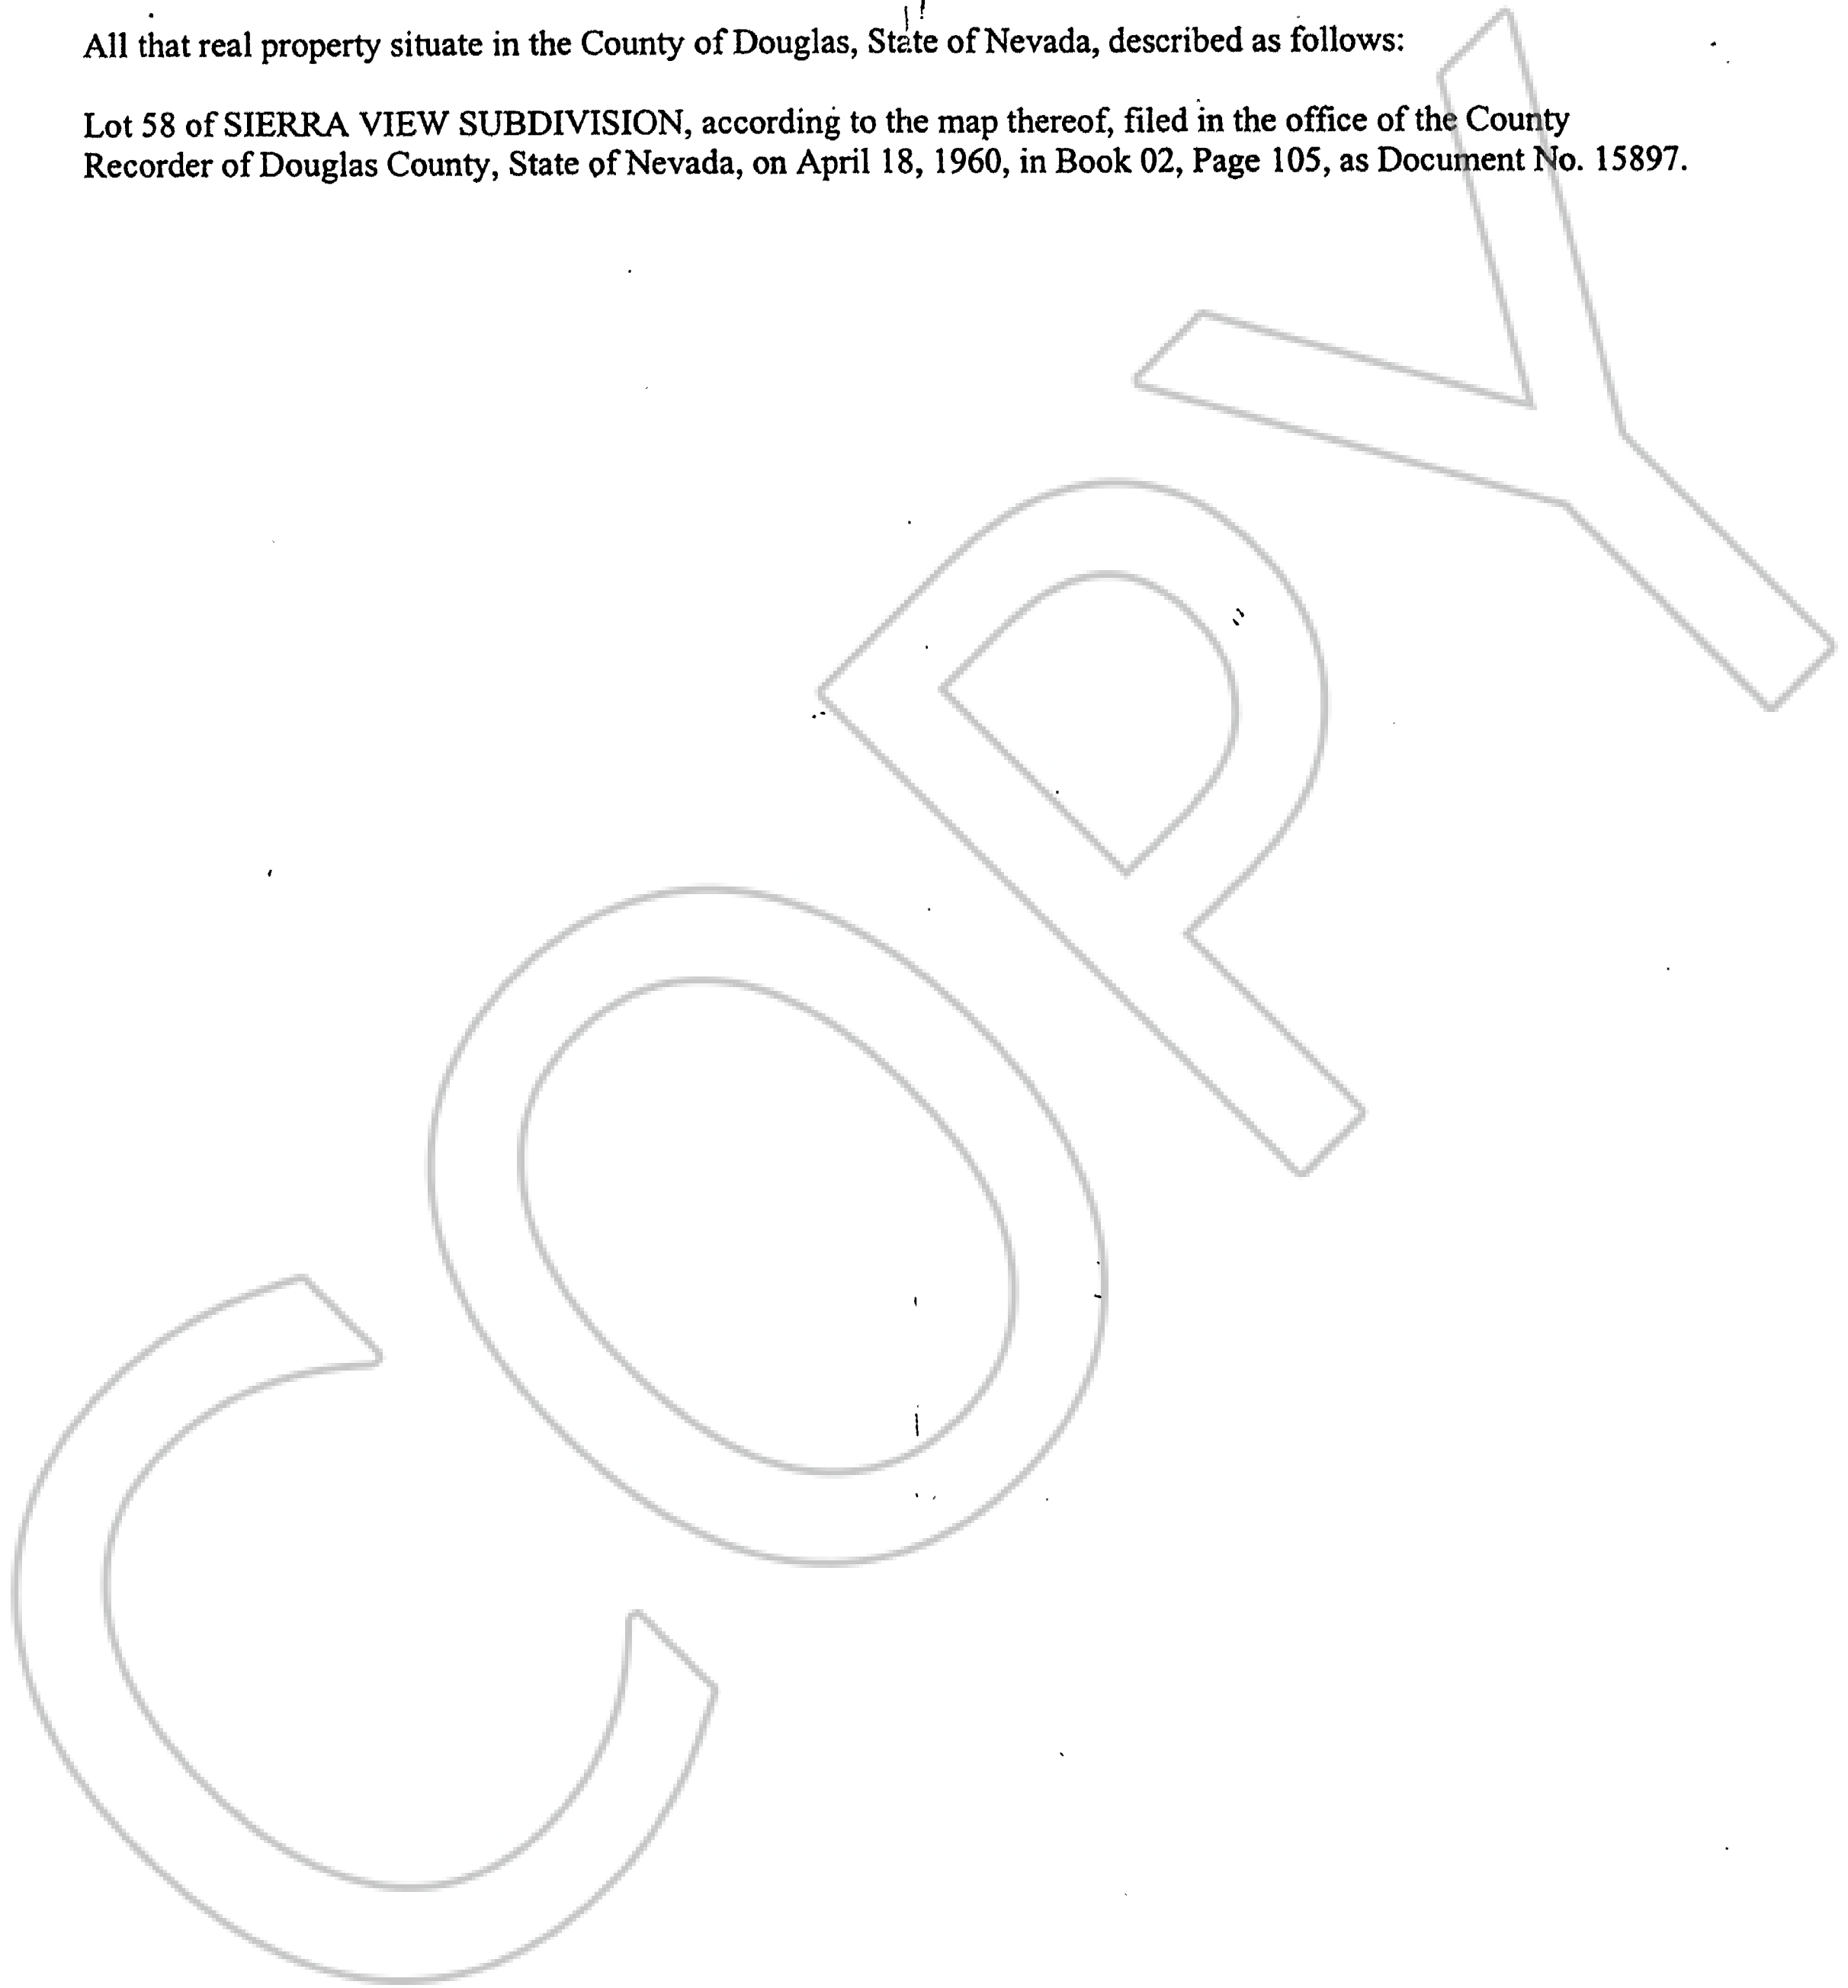 All that real property situate in the County of Douglas, State of Nevada, described as follows:
Lot 58 of SIERRA VIEW SUBDIVISION, according to the map thereof, filed in the office of the County
Recorder of Douglas County, State of Nevada, on April 18, 1960, in Book 02, Page 105, as Document No. 15897.
COPY